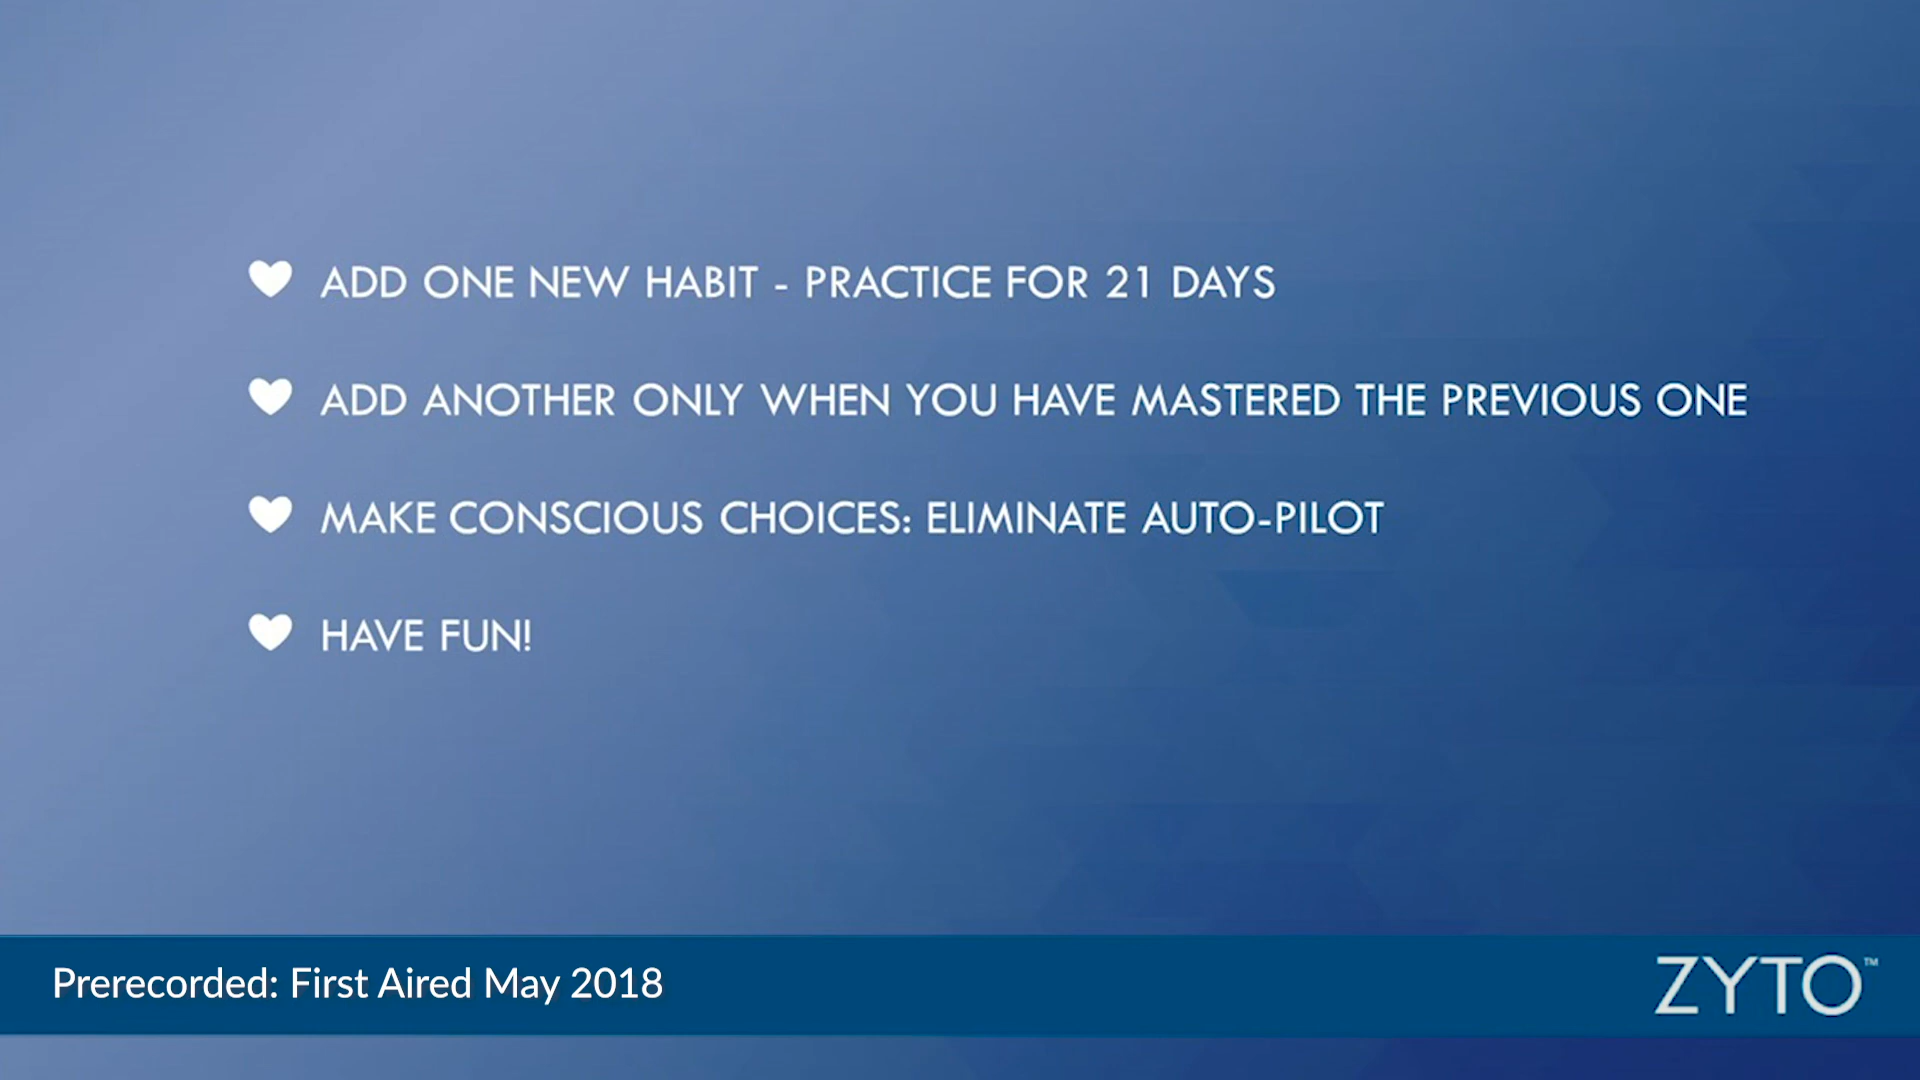 ADD ONE NEW HABIT - PRACTICE FOR 21 DAYS
ADD ANOTHER ONLY WHEN YOU HAVE MASTERED THE PREVIOUS ONE
MAKE CONSCIOUS CHOICES: ELIMINATE AUTO-PILOT
HAVE FUN!
Prerecorded: First Aired May 2018
ZYTO™